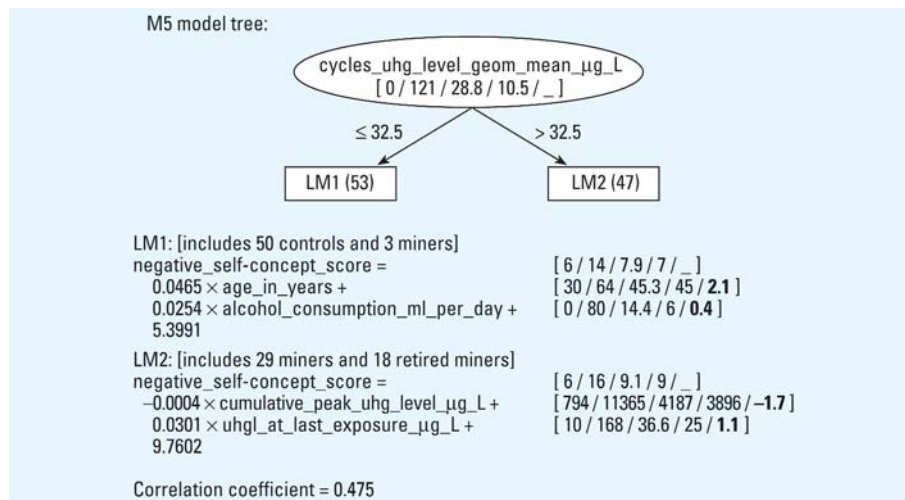 M5 model tree:
cycles_uhg_level_geom_mean_µg_L
[ 0 / 121 / 28.8 / 10.5 / _ ]
≤ 32.5
> 32.5
LM1 (53)
LM2 (47)
LM1: [includes 50 controls and 3 miners]
negative_self-concept_score = [ 6 / 14 / 7.9 / 7 / _ ]
0.0465 × age_in_years + [ 30 / 64 / 45.3 / 45 / 2.1 ]
0.0254 × alcohol_consumption_ml_per_day + [ 0 / 80 / 14.4 / 6 / 0.4 ]
5.3991
LM2: [includes 29 miners and 18 retired miners]
negative_self-concept_score = [ 6 / 16 / 9.1 / 9 / _ ]
–0.0004 × cumulative_peak_uhg_level_µg_L + [ 794 / 11365 / 4187 / 3896 / –1.7 ]
0.0301 × uhgl_at_last_exposure_µg_L + [ 10 / 168 / 36.6 / 25 / 1.1 ]
9.7602
Correlation coefficient = 0.475